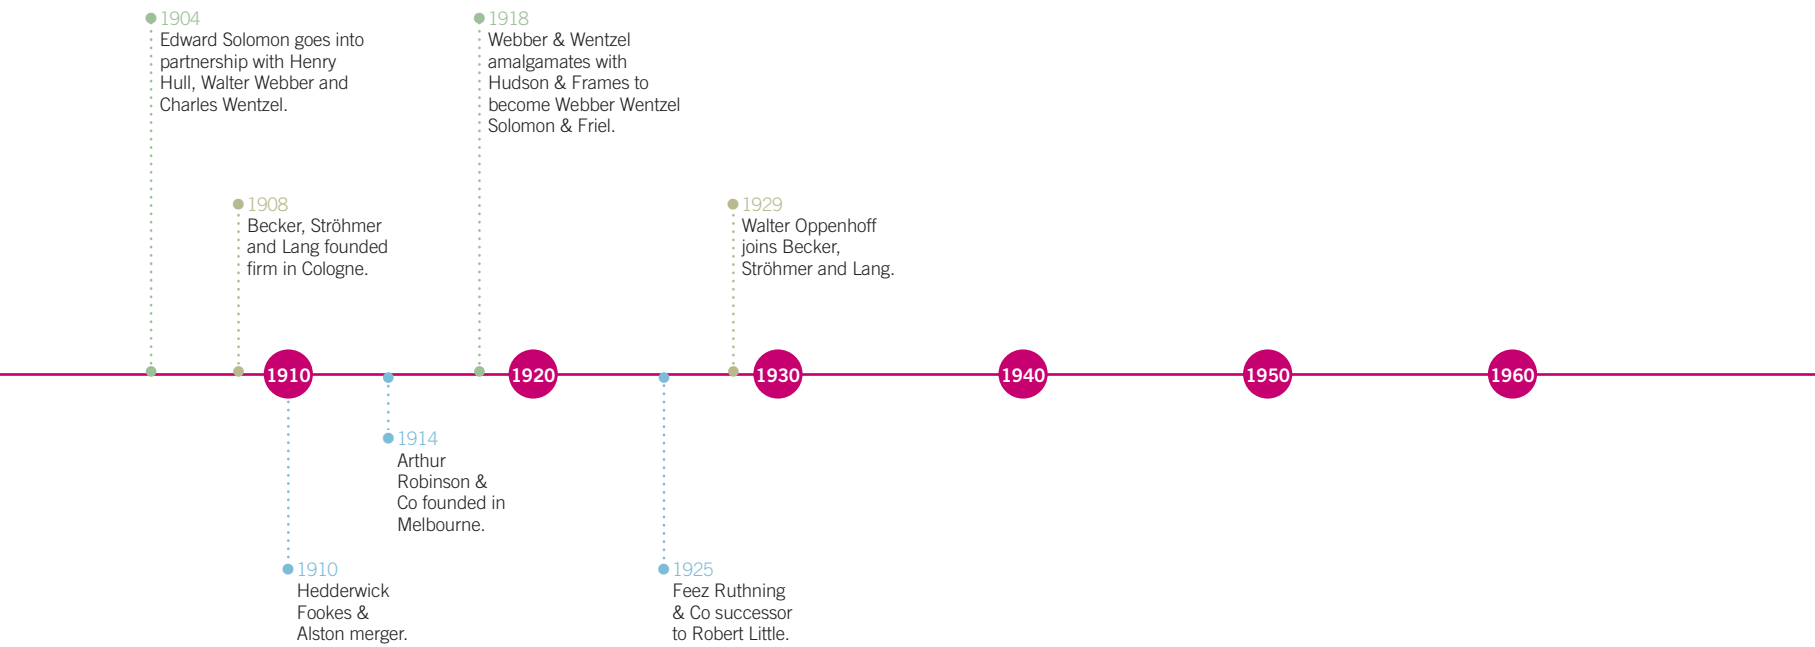 1904
Edward Solomon goes into
partnership with Henry
Hull, Walter Webber and
Charles Wentzel.
1918
Webber & Wentzel
amalgamates with
Hudson & Frames to
become Webber Wentzel
Solomon & Friel.
1908
Becker, Ströhmer
and Lang founded
firm in Cologne.
1929
Walter Oppenhoff
joins Becker,
Ströhmer and Lang.
1910
1920
1930
1940
1950
1960
1914
Arthur
Robinson &
Co founded in
Melbourne.
1910
Hedderwick
Fookes &
Alston merger.
1925
Feez Ruthning
& Co successor
to Robert Little.